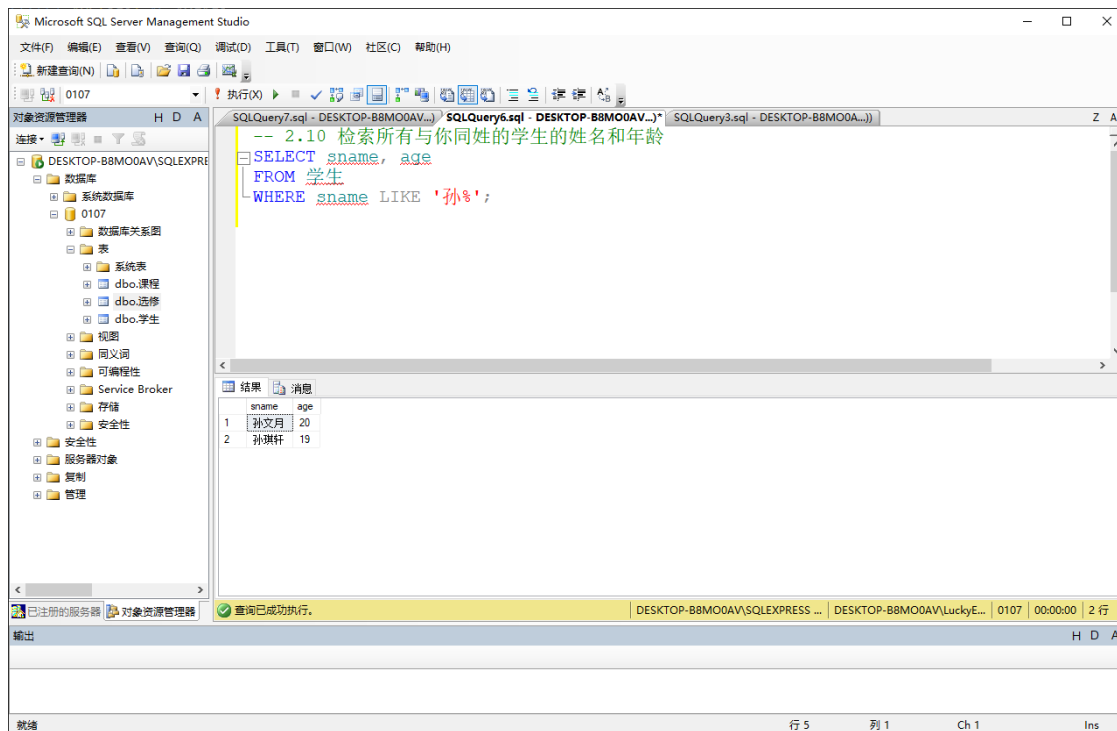 Microsoft SQL Server Management Studio
文件(F) 编辑(E) 查看(V) 查询(Q) 调试(D) 工具(T) 窗口(W) 社区(C) 帮助(H)
新建查询(N)
0107 执行(X)
对象资源管理器 H D A
SQLQuery7.sql - DESKTOP-B8MO0AV...) SQLQuery6.sql - DESKTOP-B8MO0AV...)* SQLQuery3.sql - DESKTOP-B8MO0A...)) Z A
连接
DESKTOP-B8MO0AV\SQLEXPRE
数据库
系统数据库
0107
数据库关系图
表
系统表
dbo.课程
dbo.选修
dbo.学生
视图
同义词
可编程性
Service Broker
存储
安全性
安全性
服务器对象
复制
管理
已注册的服务器 对象资源管理器
-- 2.10 检索所有与你同姓的学生的姓名和年龄
SELECT sname, age
FROM 学生
WHERE sname LIKE '孙%';
结果 消息
sname age
1 孙文月 20
2 孙琪轩 19
查询已成功执行。 DESKTOP-B8MO0AV\SQLEXPRESS ... DESKTOP-B8MO0AV\LuckyE... 0107 00:00:00 2 行
输出 H D A
就绪 行 5 列 1 Ch 1 Ins